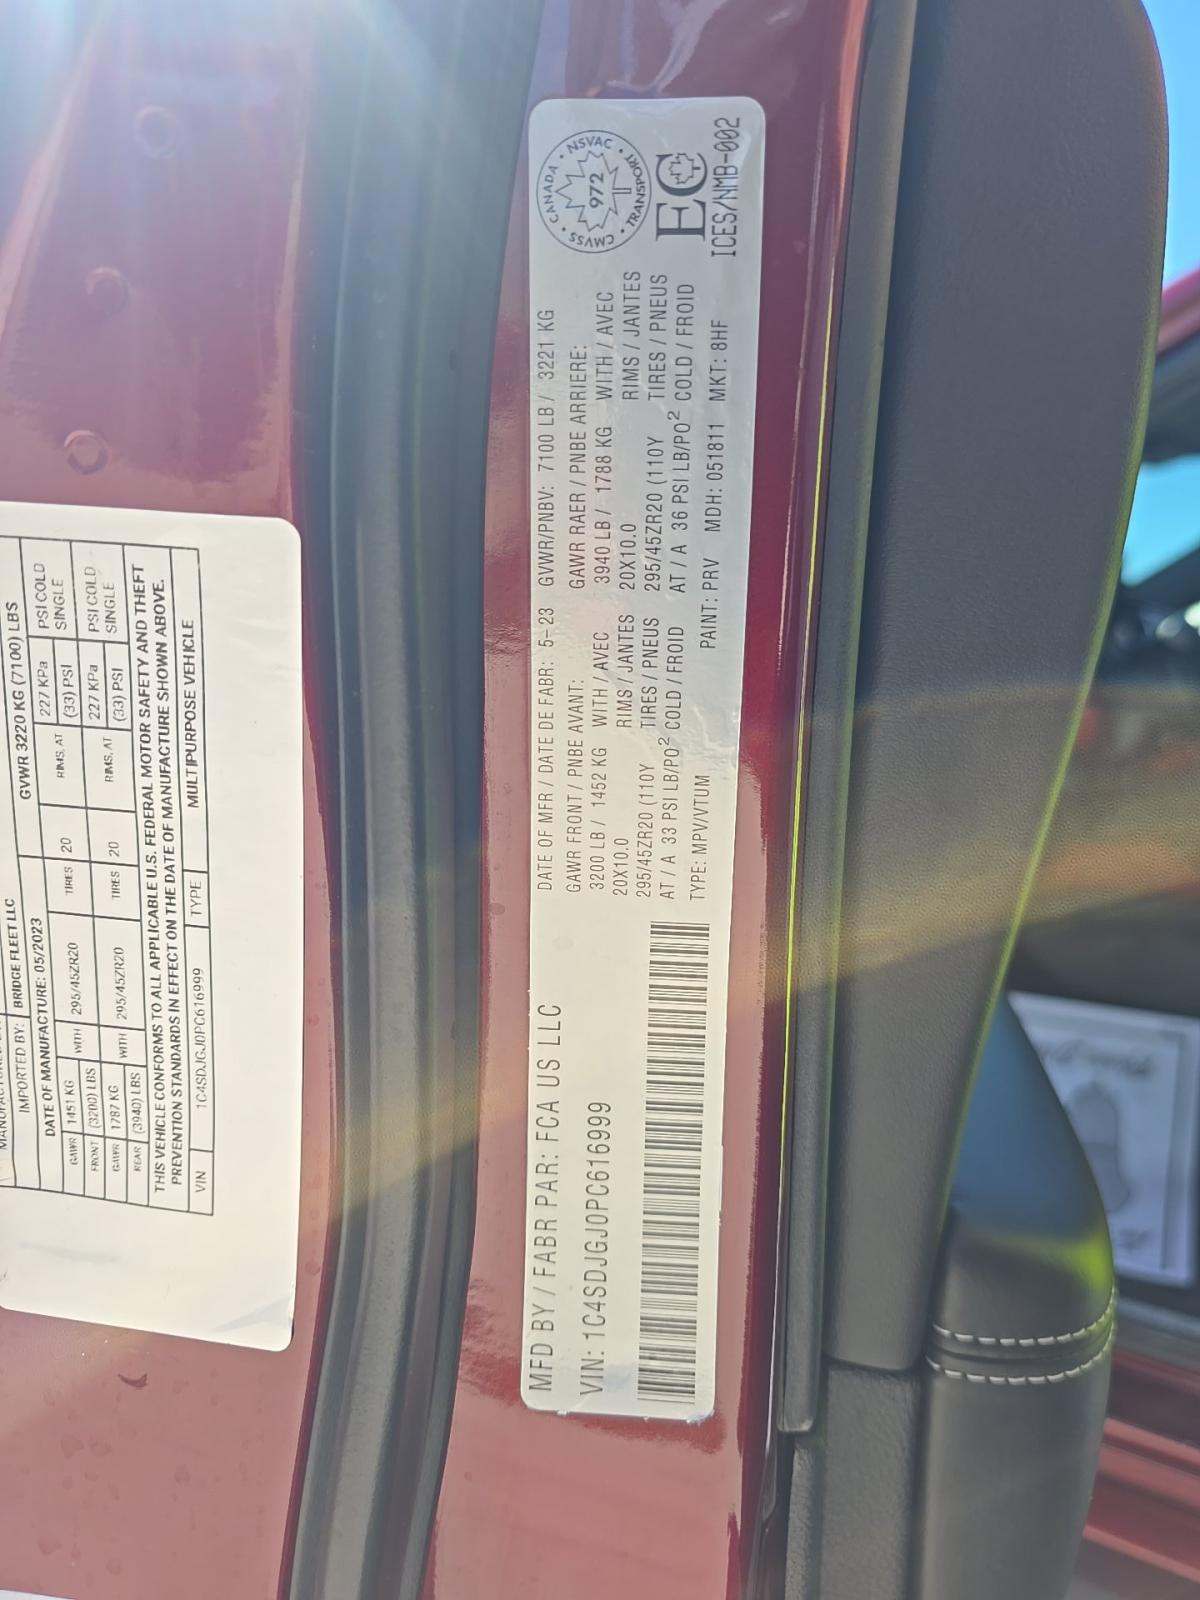 IMPORTED BY: BRIDGE FLEET LLC GVWR 3220 KG (7100) LBS
DATE OF MANUFACTURE: 05/2023
GAWR 1451 KG WITH 295/45ZR20 TIRES 20 RIMS, AT 227 KPa PSI COLD
FRONT (3200) LBS (33) PSI SINGLE
GAWR 1787 KG WITH 295/45ZR20 TIRES 20 RIMS, AT 227 KPa PSI COLD
REAR (3940) LBS (33) PSI SINGLE
THIS VEHICLE CONFORMS TO ALL APPLICABLE U.S. FEDERAL MOTOR SAFETY AND THEFT
PREVENTION STANDARDS IN EFFECT ON THE DATE OF MANUFACTURE SHOWN ABOVE.
VIN 1C4SDJGJ0PC616999 TYPE MULTIPURPOSE VEHICLE
MFD BY / FABR PAR: FCA US LLC
VIN: 1C4SDJGJ0PC616999
DATE OF MFR / DATE DE FABR: 5-23 GVWR/PNBV: 7100 LB / 3221 KG
GAWR FRONT / PNBE AVANT: GAWR RAER / PNBE ARRIERE:
3200 LB / 1452 KG WITH / AVEC 3940 LB / 1788 KG WITH / AVEC
20X10.0 RIMS / JANTES 20X10.0 RIMS / JANTES
295/45ZR20 (110Y TIRES / PNEUS 295/45ZR20 (110Y TIRES / PNEUS
AT / A 33 PSI LB/PO² COLD / FROID AT / A 36 PSI LB/PO² COLD / FROID
TYPE: MPV/VTUM PAINT: PRV MDH: 051811 MKT: 8HF
CANADA • NSVAC • TRANSPORT • CMVSS •
972
EC
ICES/NMB-002